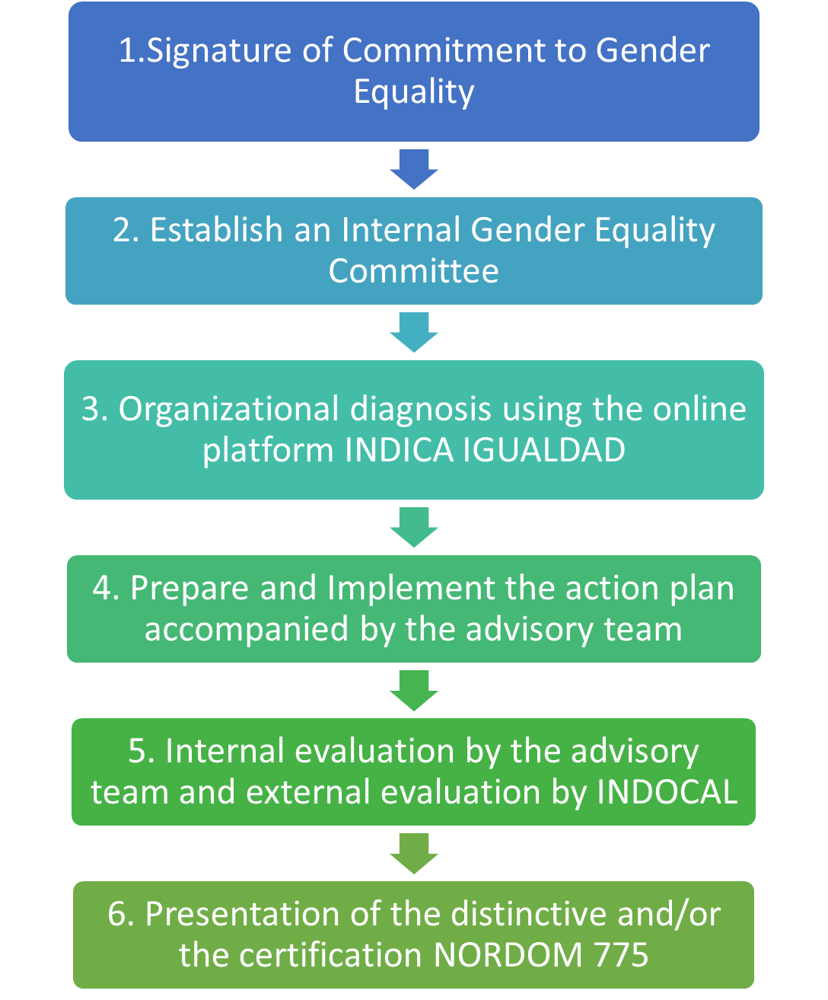 1.Signature of Commitment to Gender
Equality
2. Establish an Internal Gender Equality
Committee
3. Organizational diagnosis using the online
platform INDICA IGUALDAD
4. Prepare and Implement the action plan
accompanied by the advisory team
5. Internal evaluation by the advisory
team and external evaluation by INDOCAL
6. Presentation of the distinctive and/or
the certification NORDOM 775